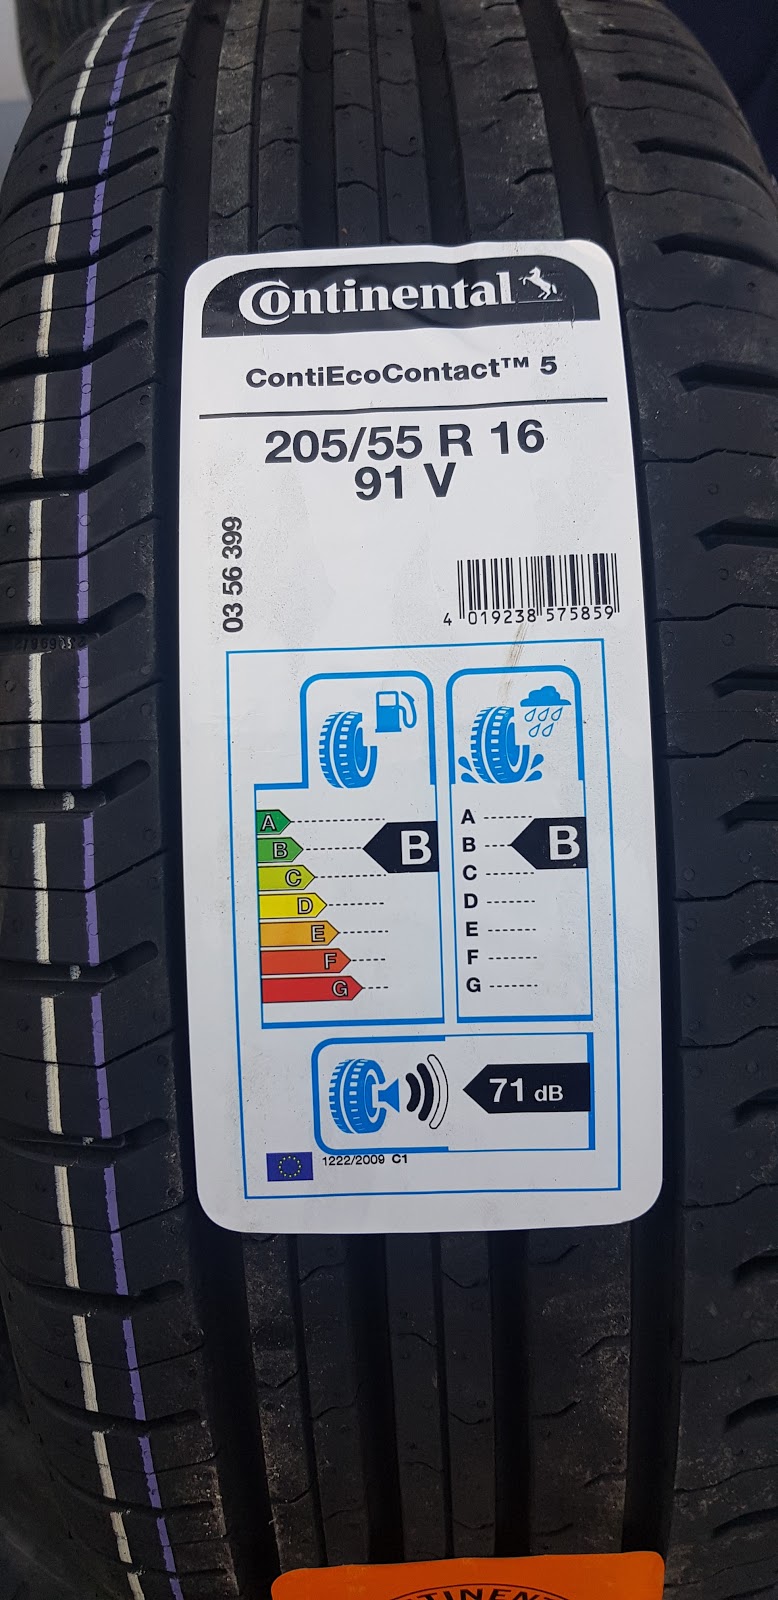 Continental
ContiEcoContact™ 5
205/55 R 16
91 V
03 56 399
4 019238 575859
A
B
C
D
E
F
G
B
A
B
C
D
E
F
G
B
71 dB
1222/2009 C1